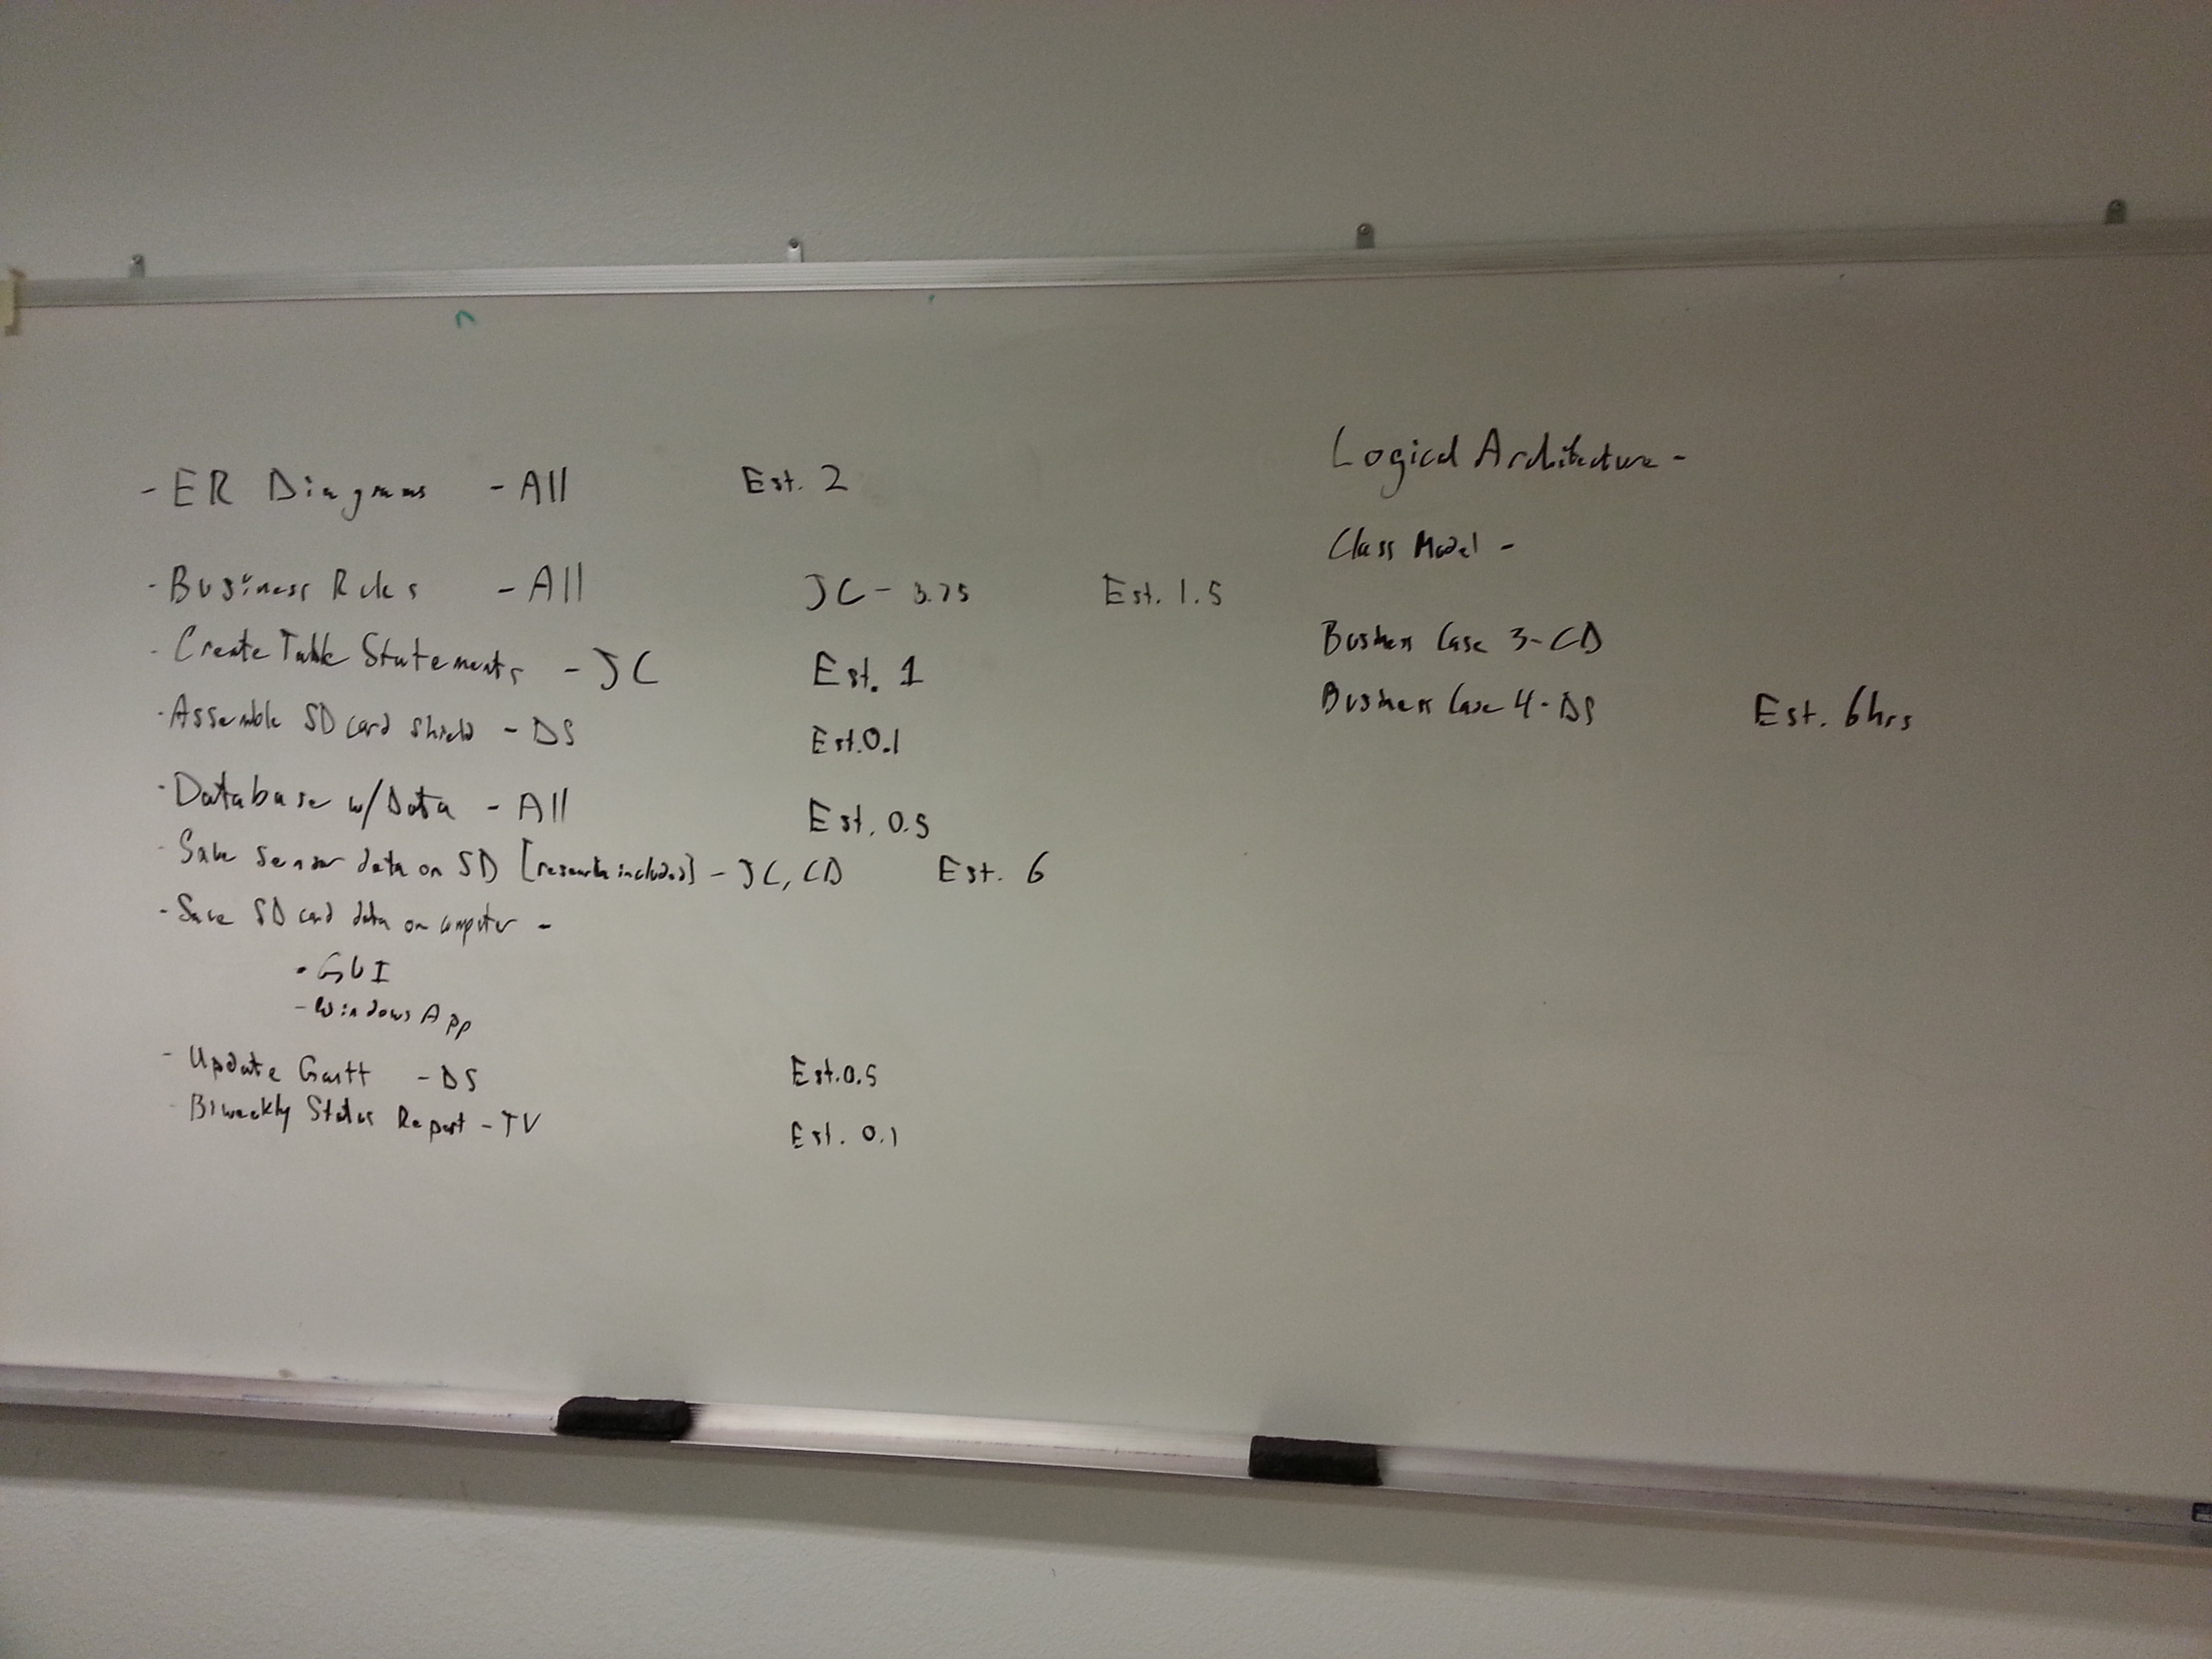 - ER Diagrams - All Est. 2
- Business Rules - All JC - 3.75 Est. 1.5
- Create Table Statements - JC Est. 1
- Assemble SD card shield - DS Est. 0.1
- Database w/Data - All Est. 0.5
- Save sensor data on SD [research included] - JC, CD Est. 6
- Save SD card data on computer -
• GUI
- Windows App
- Update Gantt - DS Est. 0.5
- Biweekly Status Report - TV Est. 0.1
Logical Architecture -
Class Model -
Business Case 3 - CD
Business Case 4 - DS Est. 6hrs